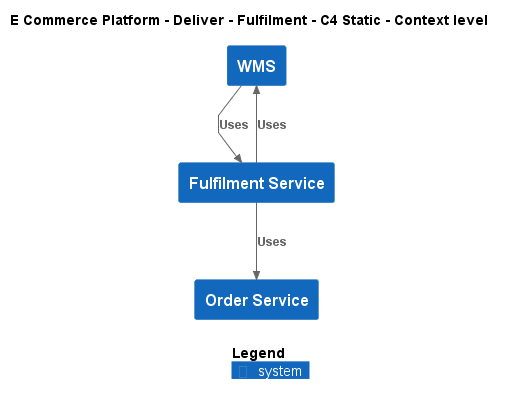 E Commerce Platform - Deliver - Fulfilment - C4 Static - Context level
WMS
Uses
Uses
Fulfilment Service
Uses
Order Service
Legend
system